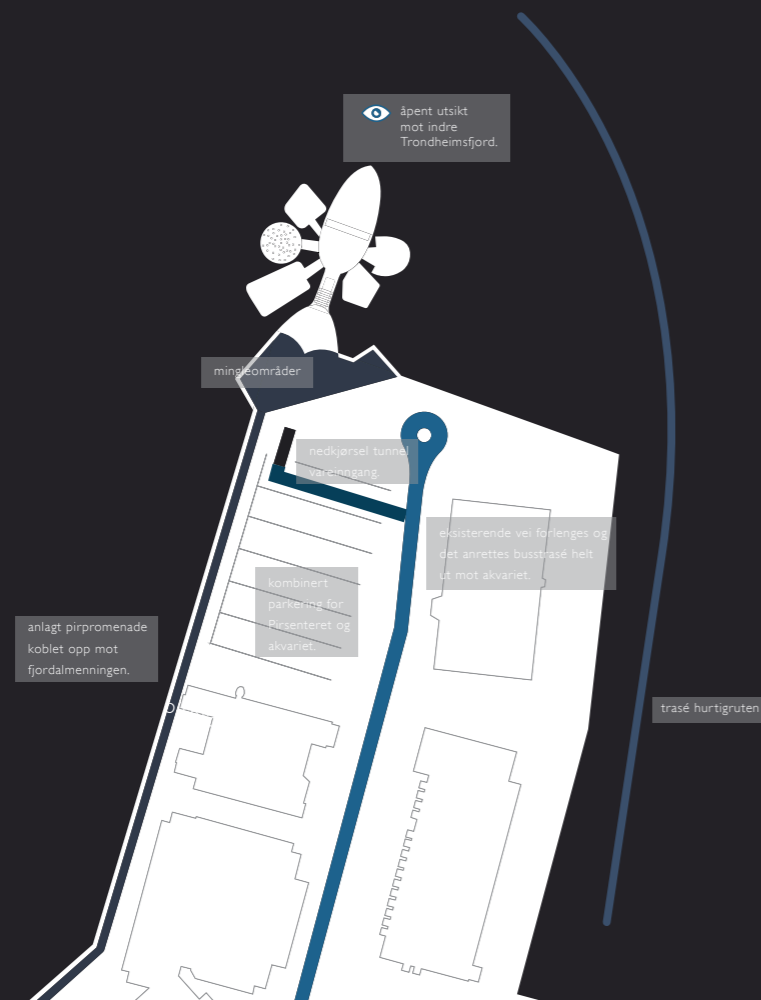 åpent utsikt
mot indre
Trondheimsfjord.
mingleområder
nedkjørsel tunnel
vareinngang.
eksisterende vei forlenges og
det anrettes busstrasé helt
ut mot akvariet.
kombinert
parkering for
Pirsenteret og
akvariet.
anlagt pirpromenade
koblet opp mot
fjordalmenningen.
trasé hurtigruten